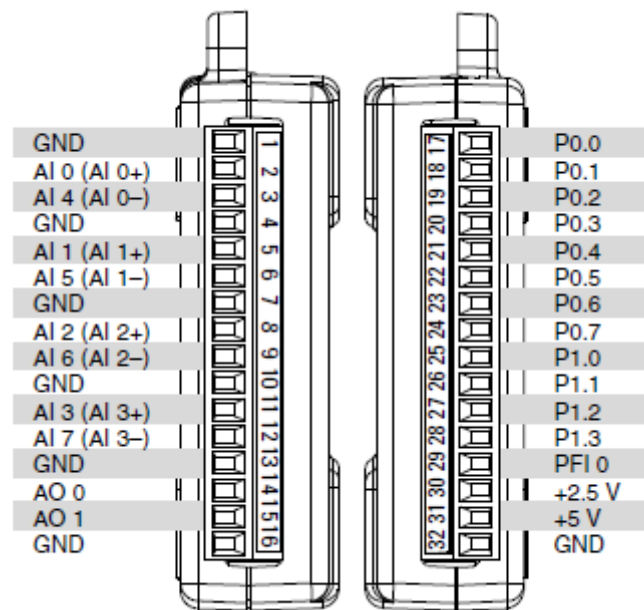 GND 1
AI 0 (AI 0+) 2
AI 4 (AI 0–) 3
GND 4
AI 1 (AI 1+) 5
AI 5 (AI 1–) 6
GND 7
AI 2 (AI 2+) 8
AI 6 (AI 2–) 9
GND 10
AI 3 (AI 3+) 11
AI 7 (AI 3–) 12
GND 13
AO 0 14
AO 1 15
GND 16
17 P0.0
18 P0.1
19 P0.2
20 P0.3
21 P0.4
22 P0.5
23 P0.6
24 P0.7
25 P1.0
26 P1.1
27 P1.2
28 P1.3
29 PFI 0
30 +2.5 V
31 +5 V
32 GND